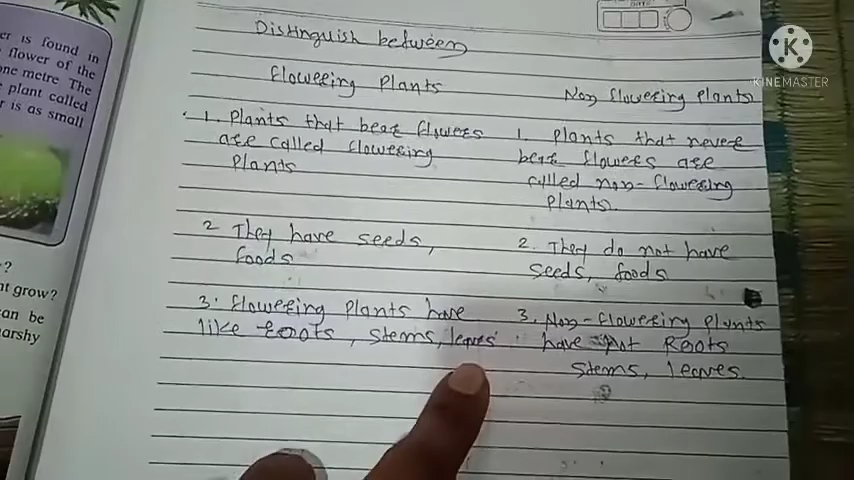 er is found in
flower of the
one metre The
plant called
r is as small
?
nt grow?
can be
marshy
Distinguish between
Flowering Plants
Non flowering plants
1. Plants that bear flowers
are called flowering
Plants
1. plants that never
bear flowers are
called non-flowering
plants.
2 They have seeds,
foods
2. They do not have
seeds, foods
3. flowering plants have
like roots, stems, leaves
3. Non-flowering plants
have not Roots
stems, leaves.
K
KINEMASTER